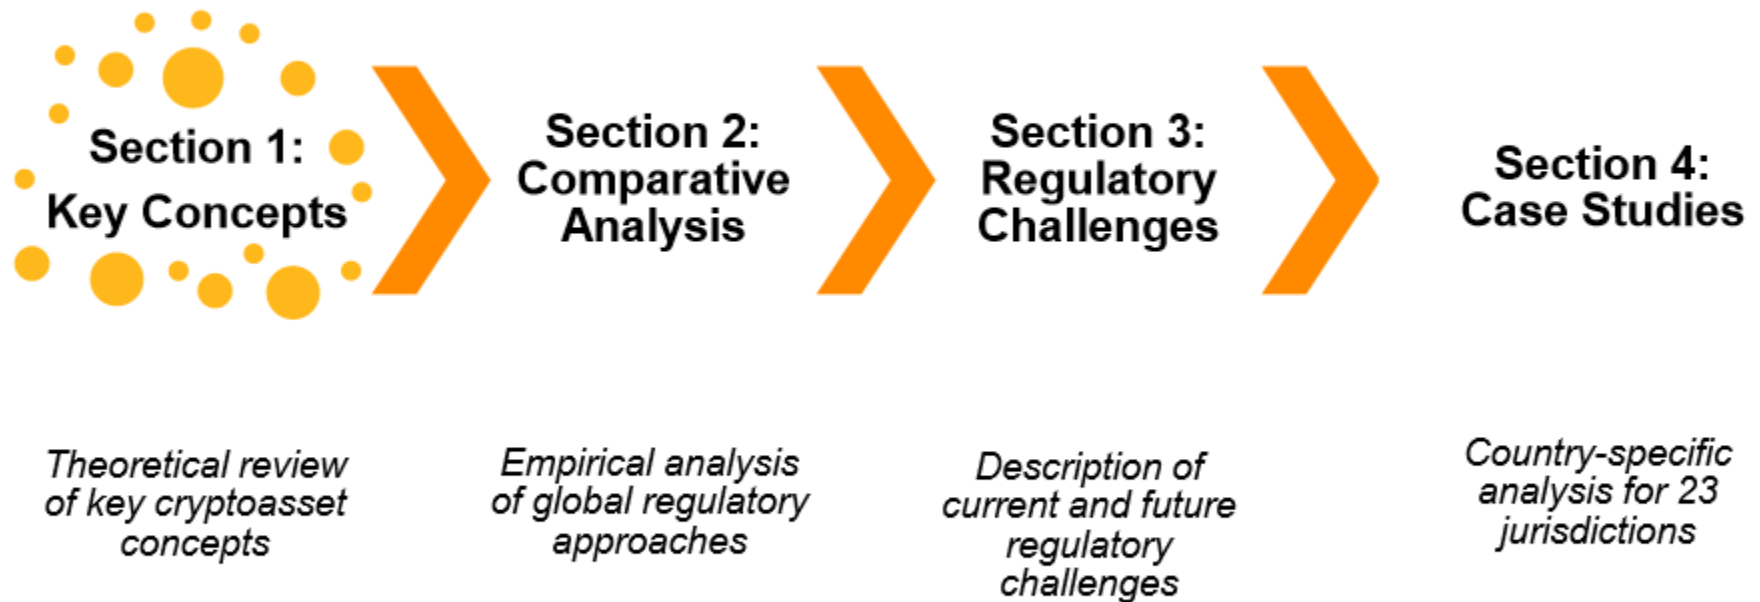 Section 1:
Key Concepts
Section 2:
Comparative
Analysis
Section 3:
Regulatory
Challenges
Section 4:
Case Studies
Theoretical review
of key cryptoasset
concepts
Empirical analysis
of global regulatory
approaches
Description of
current and future
regulatory
challenges
Country-specific
analysis for 23
jurisdictions